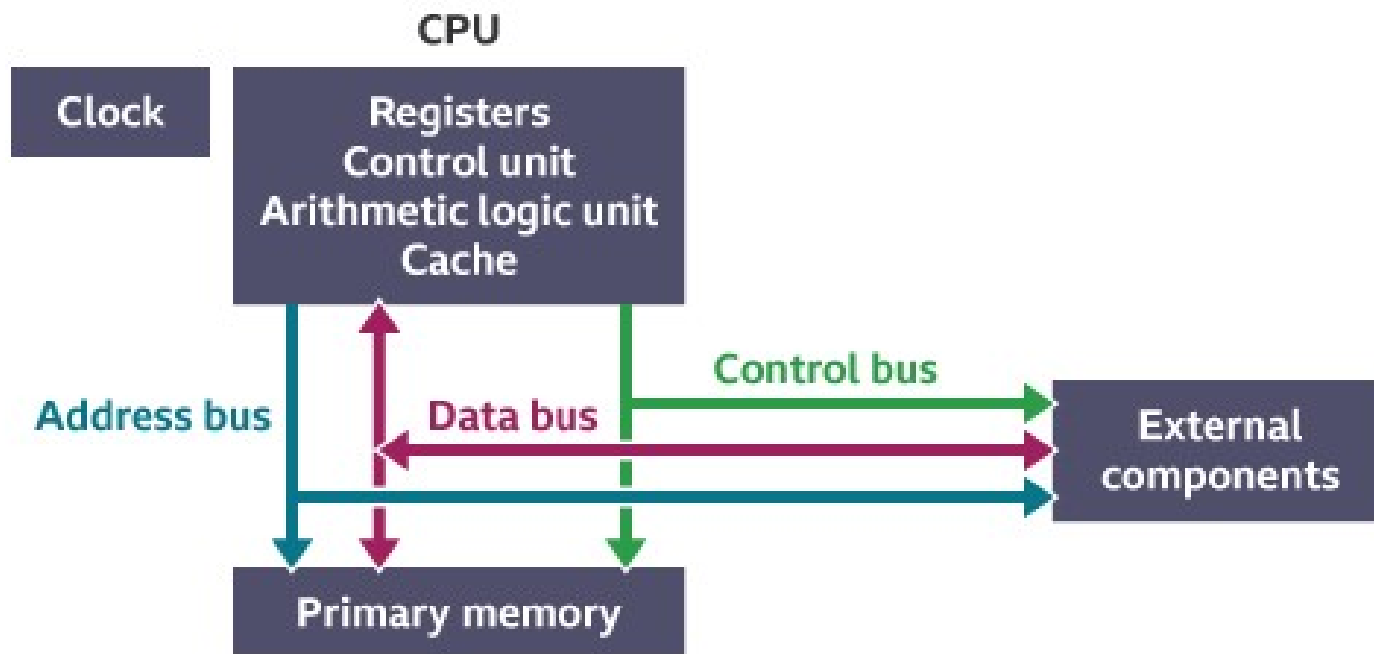 CPU
Clock
Registers
Control unit
Arithmetic logic unit
Cache
Control bus
Address bus
Data bus
External
components
Primary memory